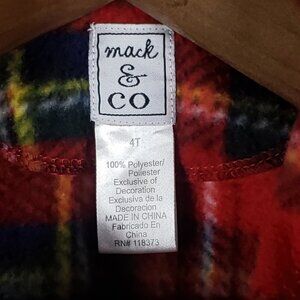 mack
&
CO
4T
100% Polyester/
Poliester
Exclusive of
Decoration
Exclusiva de la
Decoracion
MADE IN CHINA
Fabricado En
China
RN# 118373